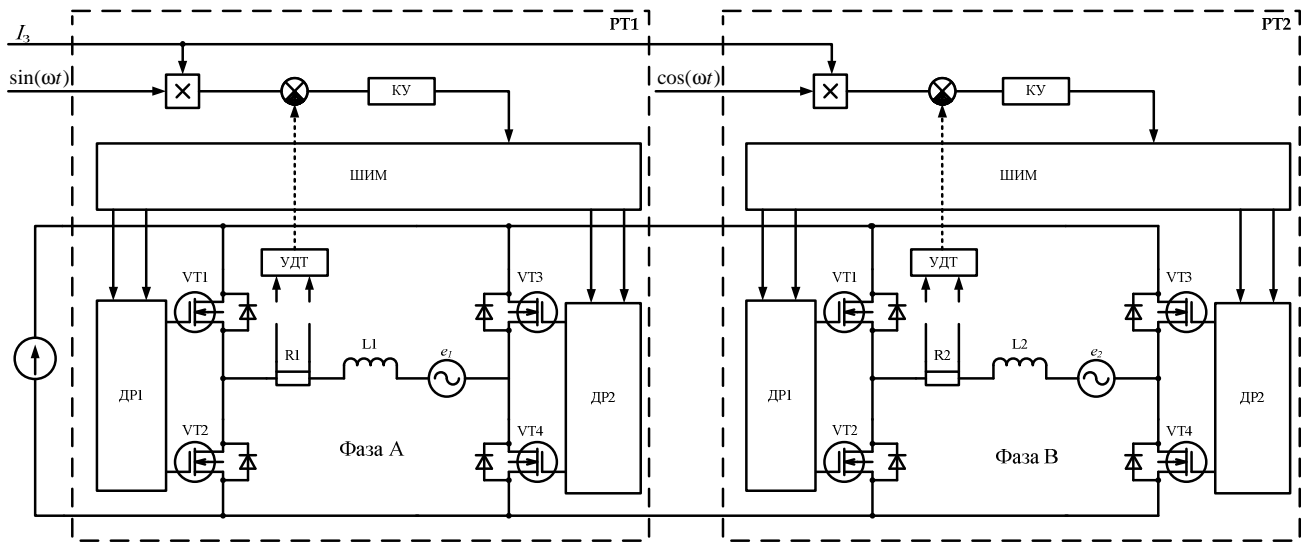 РТ1
РТ2
Iз
sin(ωt)
КУ
cos(ωt)
КУ
ШИМ
ШИМ
УДТ
УДТ
VT1
VT3
VT1
VT3
R1
L1
e1
R2
L2
e2
ДР1
ДР2
ДР1
ДР2
VT2
VT4
VT2
VT4
Фаза А
Фаза В